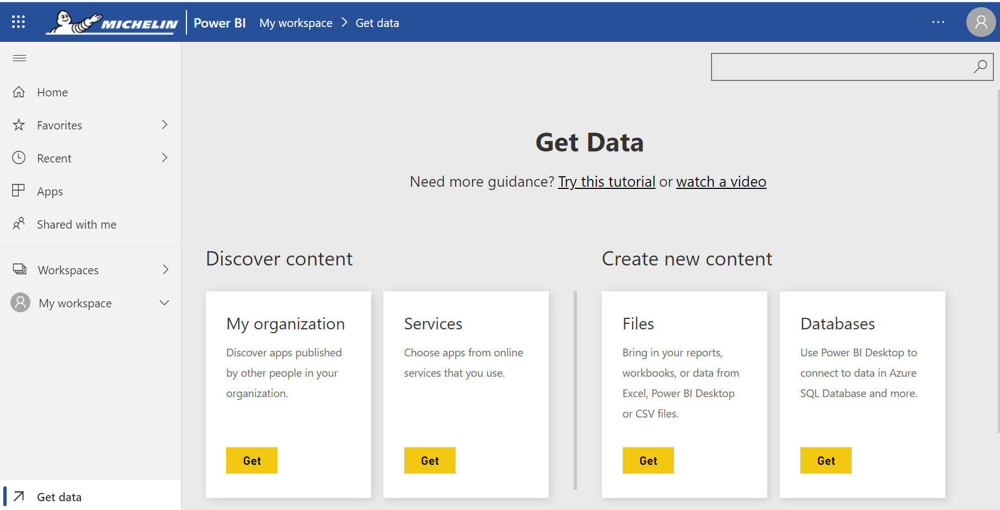 MICHELIN
Power BI My workspace Get data
Home
Favorites
Recent
Apps
Shared with me
Workspaces
My workspace
Get data
Get Data
Need more guidance? Try this tutorial or watch a video
Discover content
My organization
Discover apps published
by other people in your
organization.
Get
Services
Choose apps from online
services that you use.
Get
Create new content
Files
Bring in your reports,
workbooks, or data from
Excel, Power BI Desktop
or CSV files.
Get
Databases
Use Power BI Desktop to
connect to data in Azure
SQL Database and more.
Get